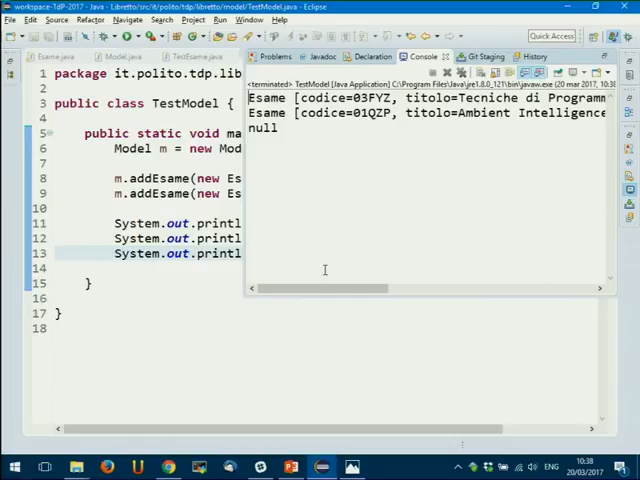 workspace-TdP-2017 - Java - Libretto/src/it/polito/tdp/libretto/model/TestModel.java - Eclipse
File Edit Source Refactor Navigate Search Project Run Window Help
Quick Access
Esame.java Model.java TestEsame.java
Problems Javadoc Declaration Console Git Staging History
<terminated> TestModel [Java Application] C:\Program Files\Java\jre1.8.0_121\bin\javaw.exe (20 mar 2017, 10:38
Esame [codice=03FYZ, titolo=Tecniche di Programm
Esame [codice=01QZP, titolo=Ambient Intelligence
null
1 package it.polito.tdp.lib
2
3 public class TestModel {
4
5 public static void ma
6 Model m = new Mod
7
8 m.addEsame(new Es
9 m.addEsame(new Es
10
11 System.out.printl
12 System.out.printl
13 System.out.printl
14
15 }
16
17 }
18
ENG
10:38
20/03/2017